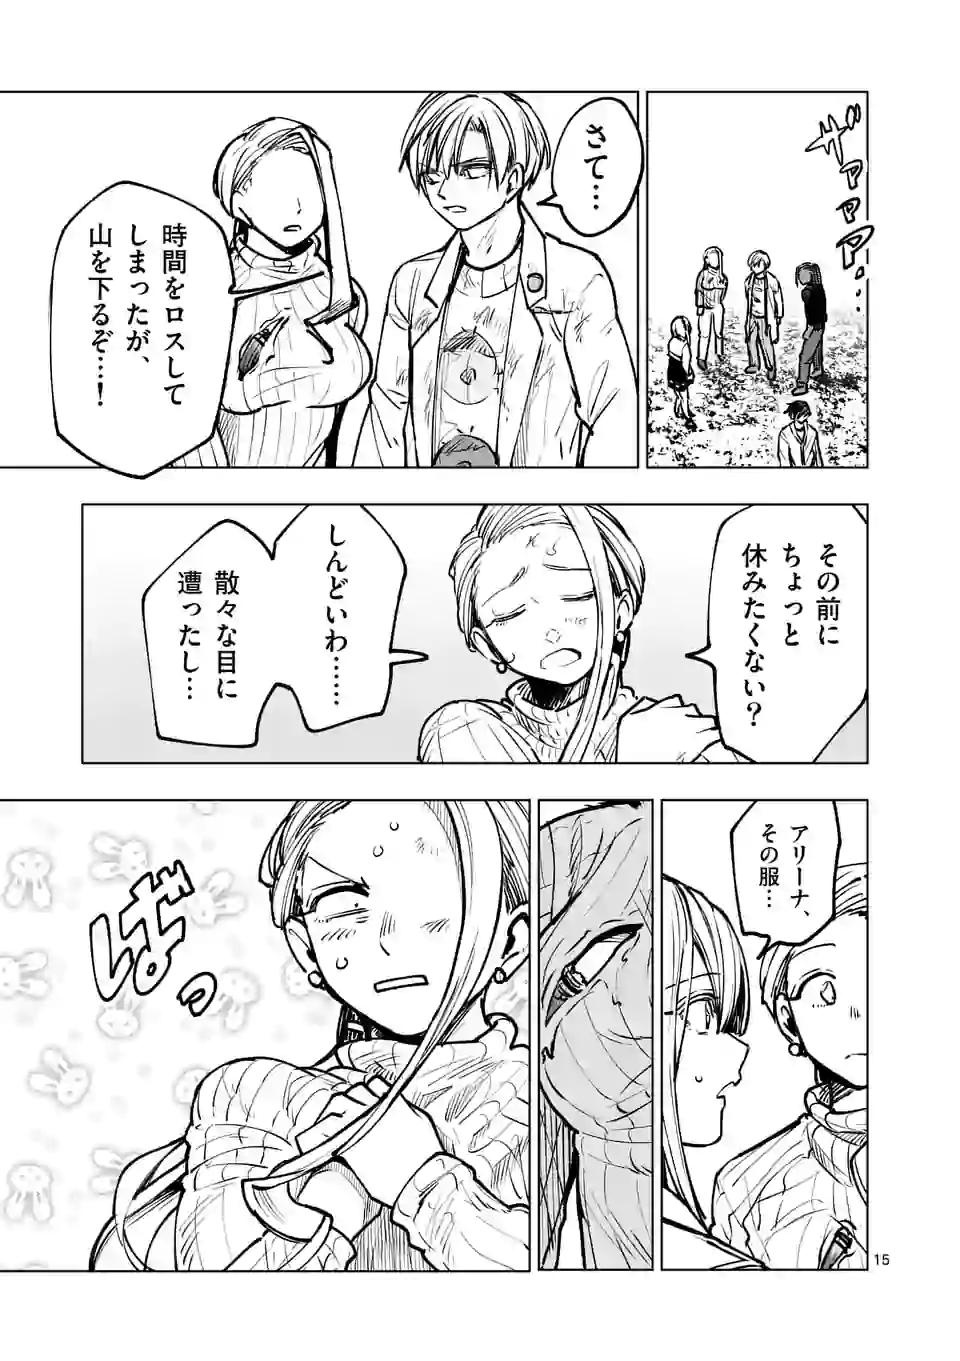 ザアアア…
さて…
時間をロスして
しまったが、
山を下るぞ…！
その前に
ちょっと
休みたくない？
しんどいわ……
散々な目に
遭ったし…
アリーナ、
その服…
ばっ
15